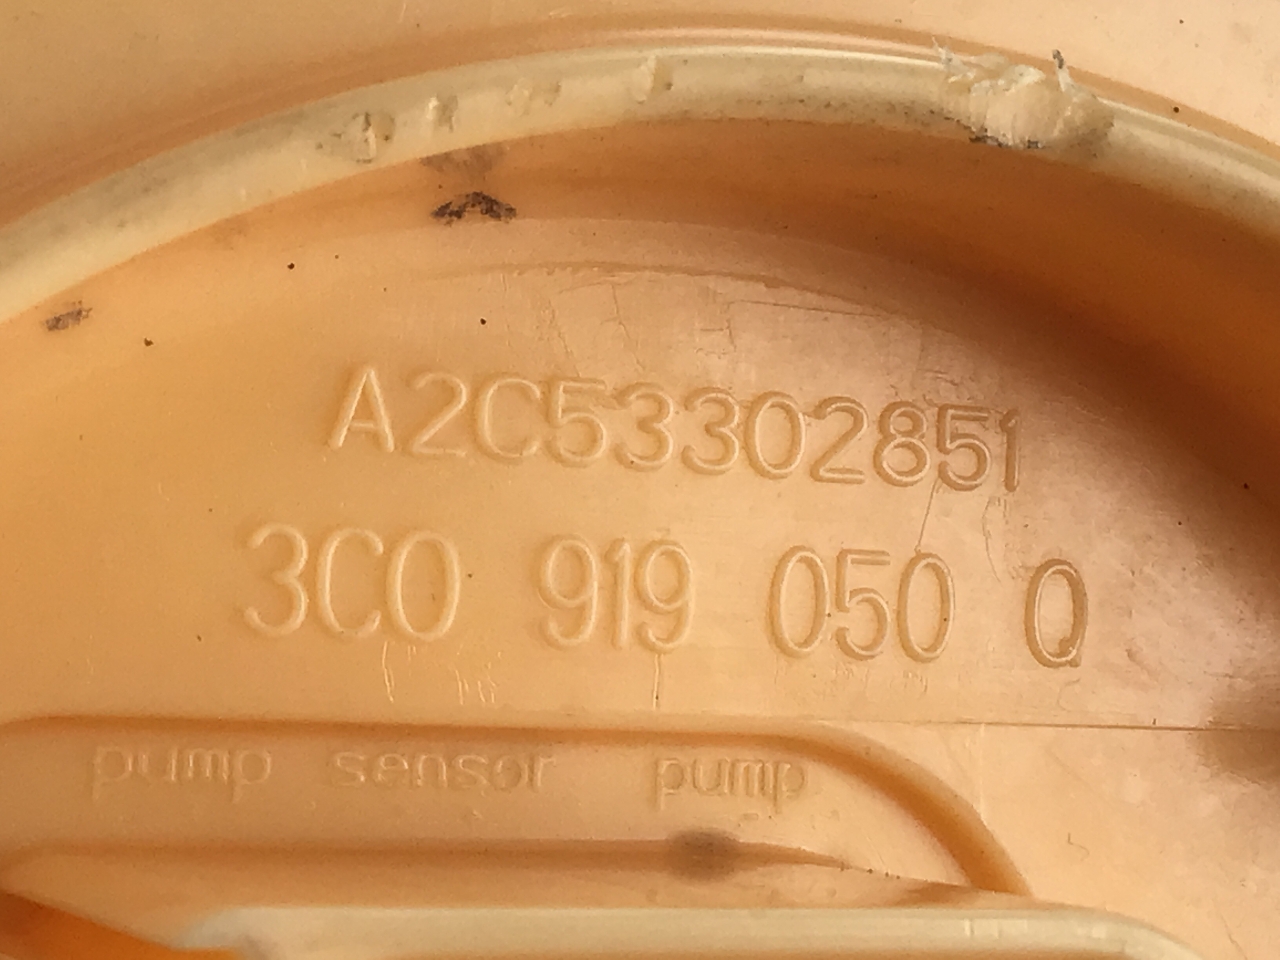 A2C53302851
3C0 919 050 Q
pump sensor pump